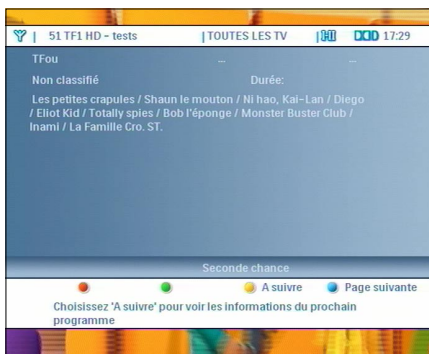 51 TF1 HD - tests | TOUTES LES TV 17:29
TFou ... ...
Non classifié Durée:
Les petites crapules / Shaun le mouton / Ni hao, Kai-Lan / Diego
/ Eliot Kid / Totally spies / Bob l'éponge / Monster Buster Club /
Inami / La Famille Cro. ST.
Seconde chance
A suivre Page suivante
Choisissez 'A suivre' pour voir les informations du prochain
programme